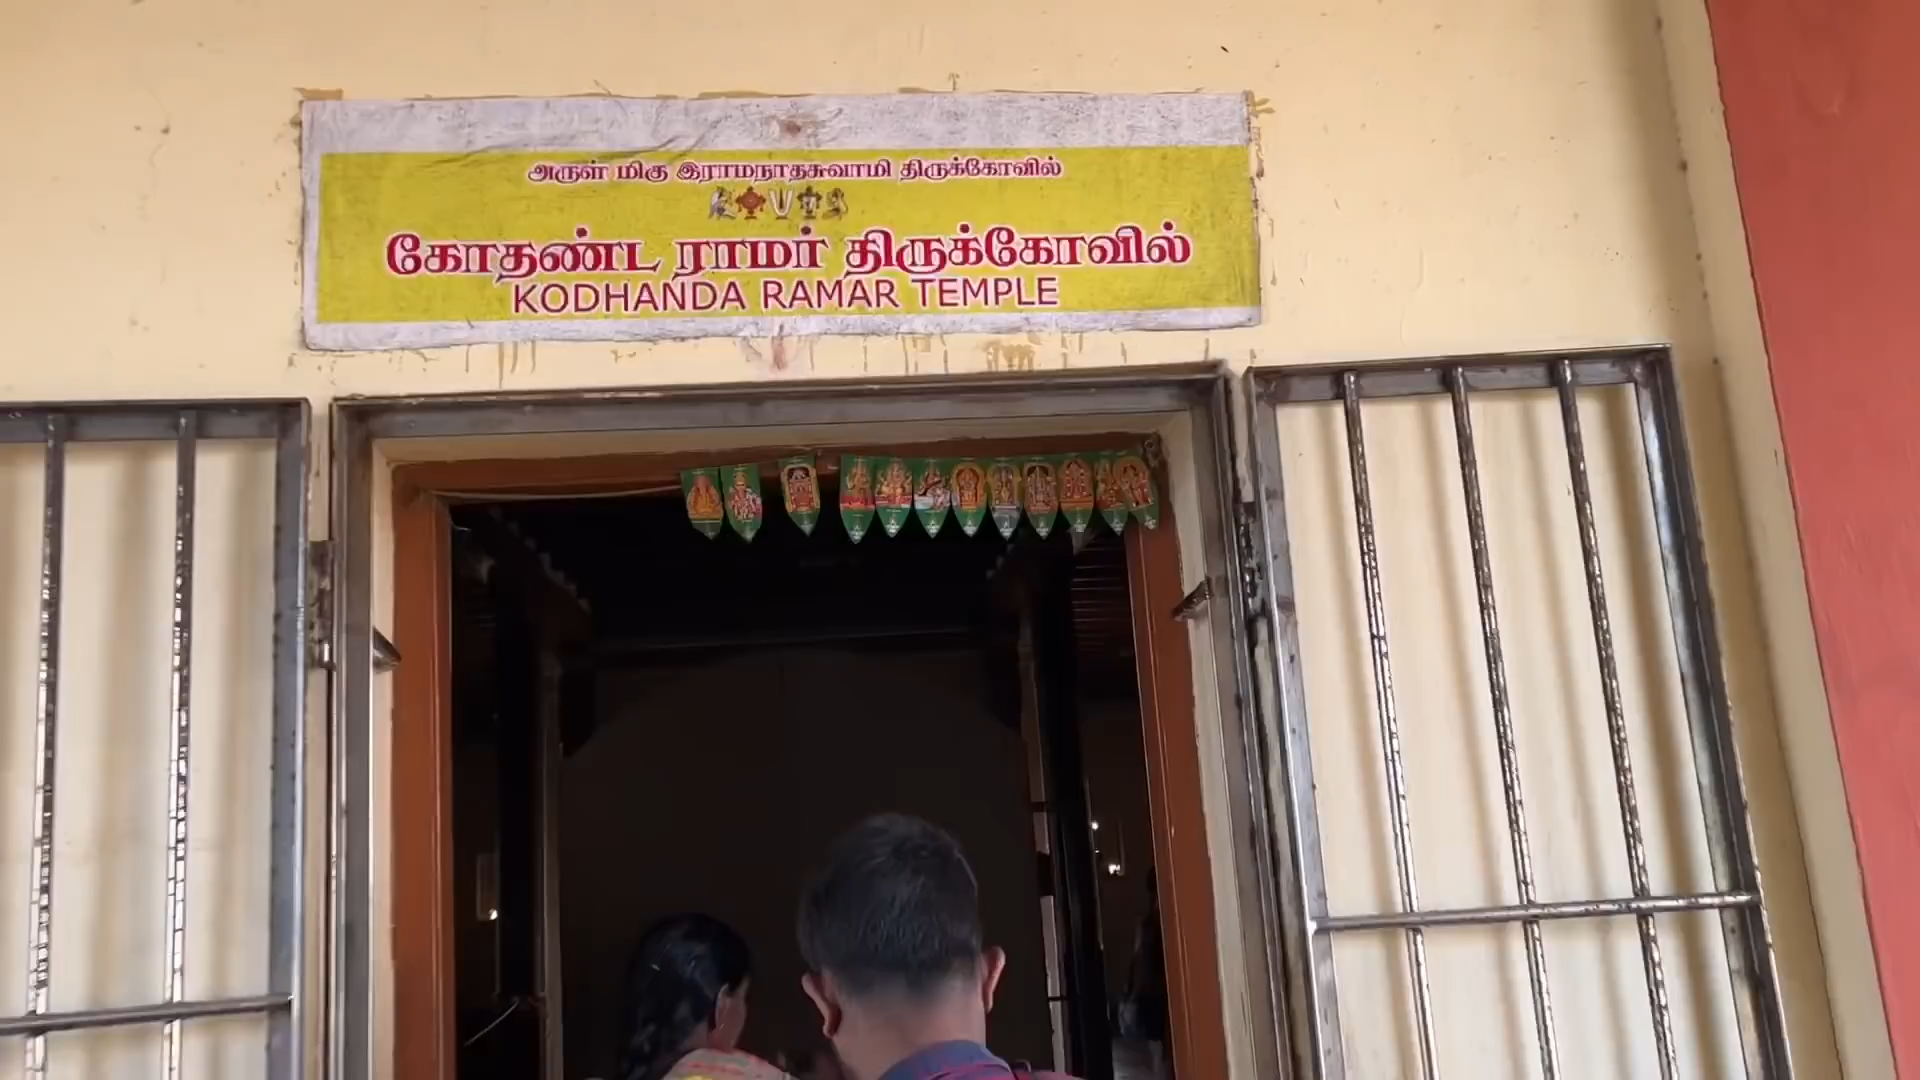 அருள் மிகு இராமநாதசுவாமி திருக்கோவில்
கோதண்ட ராமர் திருக்கோவில்
KODHANDA RAMAR TEMPLE